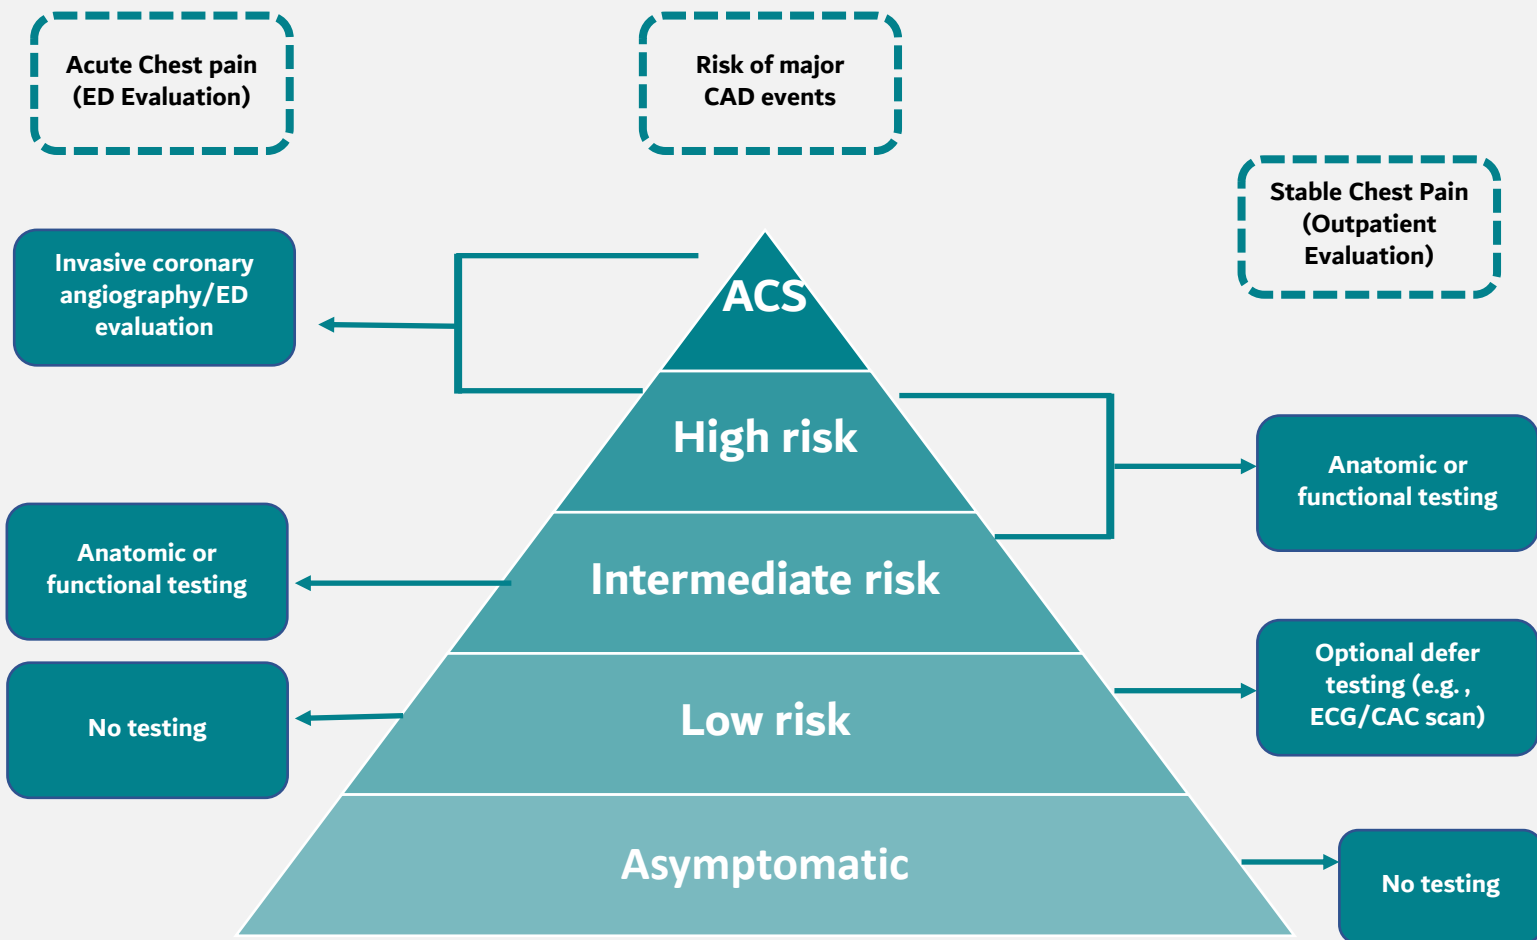 Acute Chest pain
(ED Evaluation)
Risk of major
CAD events
Stable Chest Pain
(Outpatient
Evaluation)
Invasive coronary
angiography/ED
evaluation
ACS
High risk
Anatomic or
functional testing
Anatomic or
functional testing
Intermediate risk
Optional defer
testing (e.g. ,
ECG/CAC scan)
No testing
Low risk
Asymptomatic
No testing